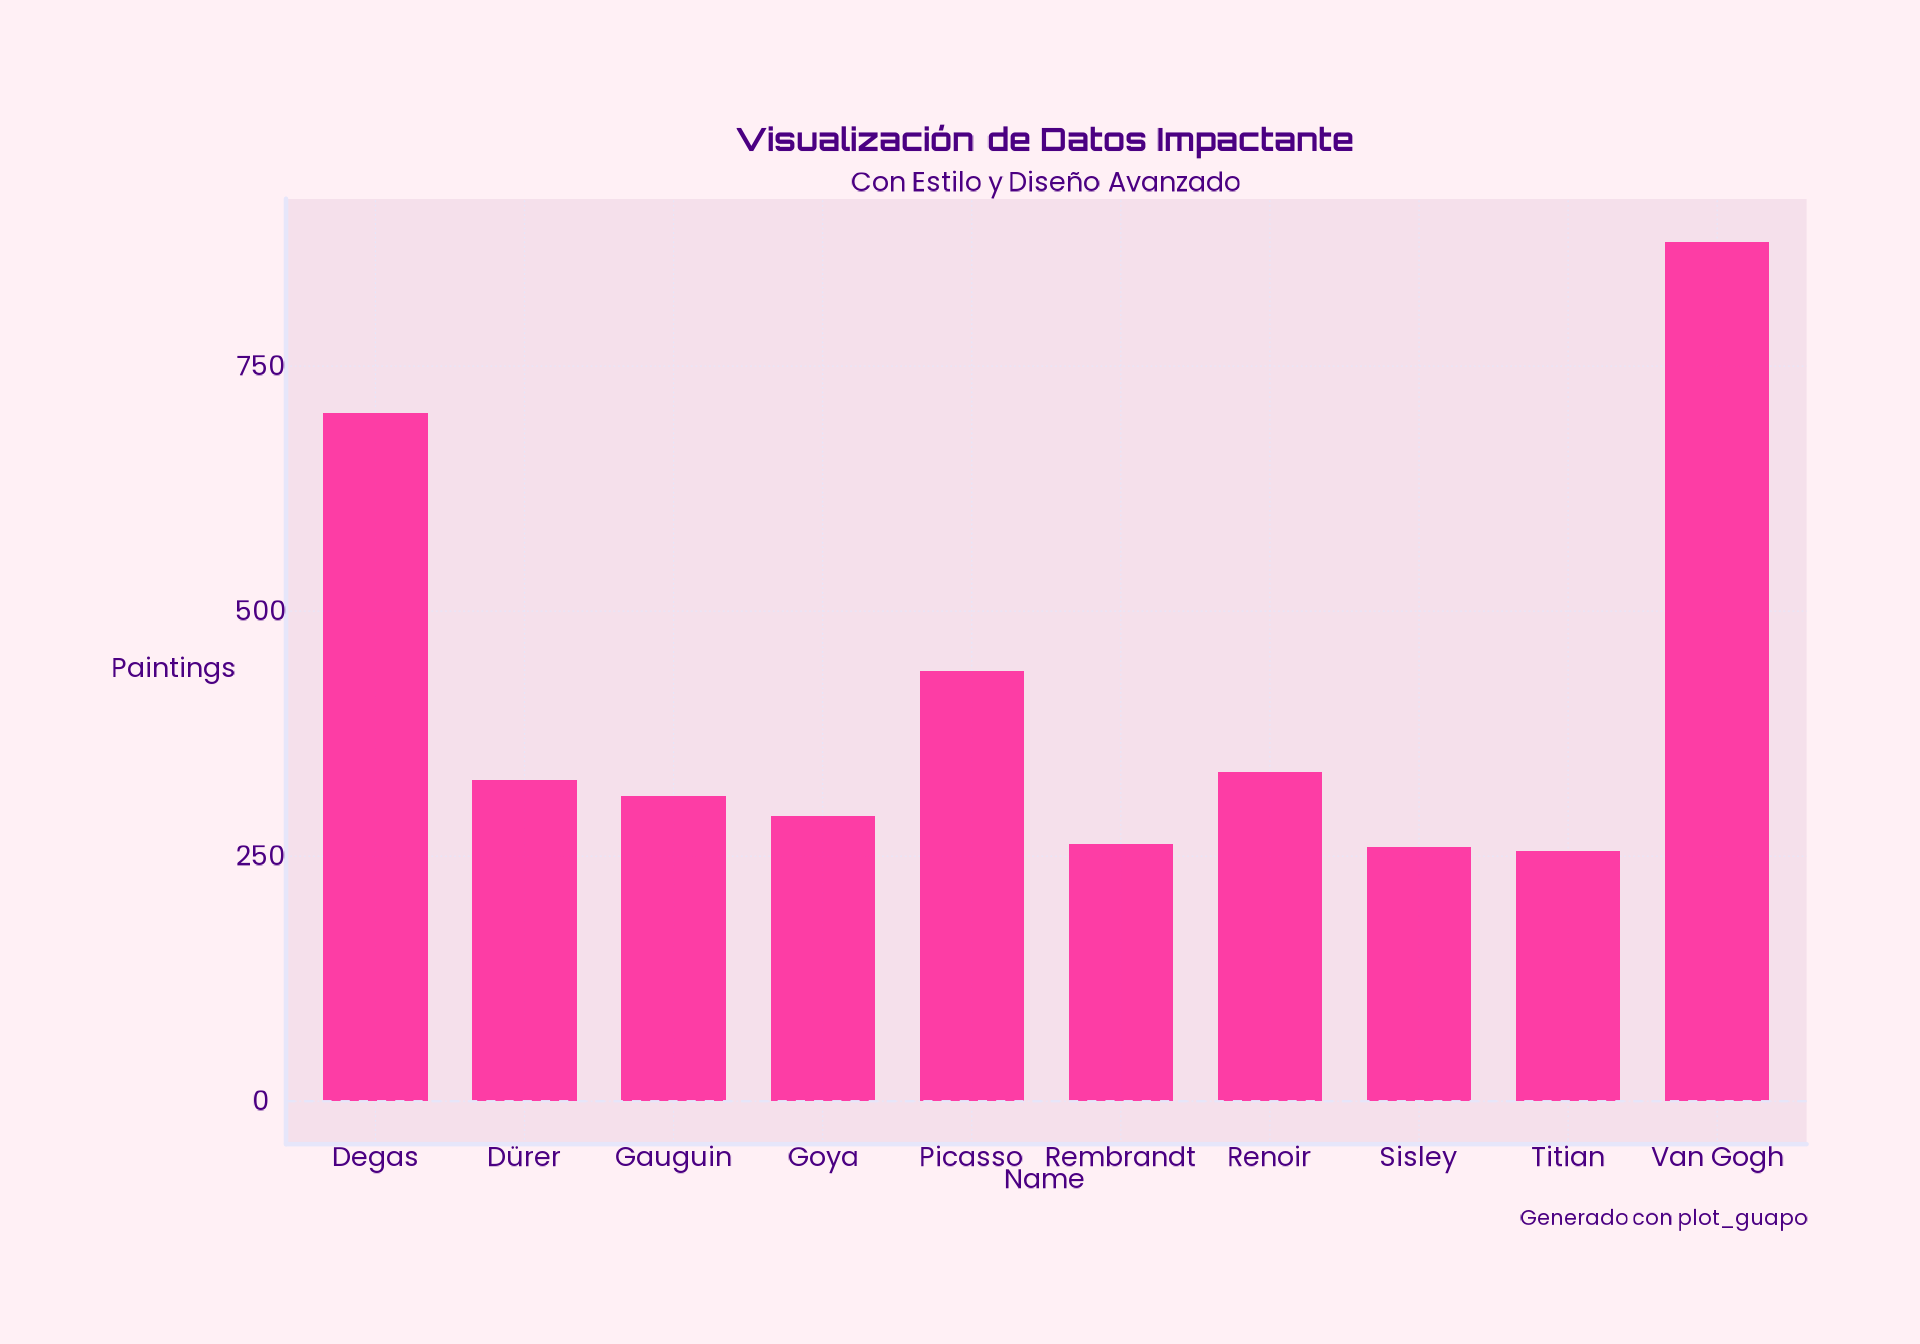 Visualización de Datos Impactante
Con Estilo y Diseño Avanzado
750
500
Paintings
250
0
Degas Dürer Gauguin Goya Picasso Rembrandt Renoir Sisley Titian Van Gogh
Name
Generado con plot_guapo